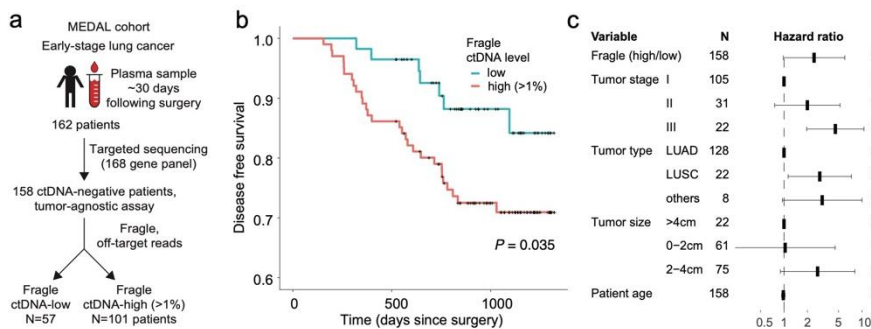 a
MEDAL cohort
Early-stage lung cancer
Plasma sample
~30 days
following surgery
162 patients
Targeted sequencing
(168 gene panel)
158 ctDNA-negative patients,
tumor-agnostic assay
Fragle,
off-target reads
Fragle
ctDNA-low
N=57
Fragle
ctDNA-high (>1%)
N=101 patients
b
Disease free survival
1.0
0.9
0.8
0.7
0.6
Fragle
ctDNA level
low
high (>1%)
P = 0.035
0
500
1000
Time (days since surgery)
c
Variable N Hazard ratio
Fragle (high/low) 158
Tumor stage I 105
II 31
III 22
Tumor type LUAD 128
LUSC 22
others 8
Tumor size >4cm 22
0−2cm 61
2−4cm 75
Patient age 158
0.5 1 2 5 10